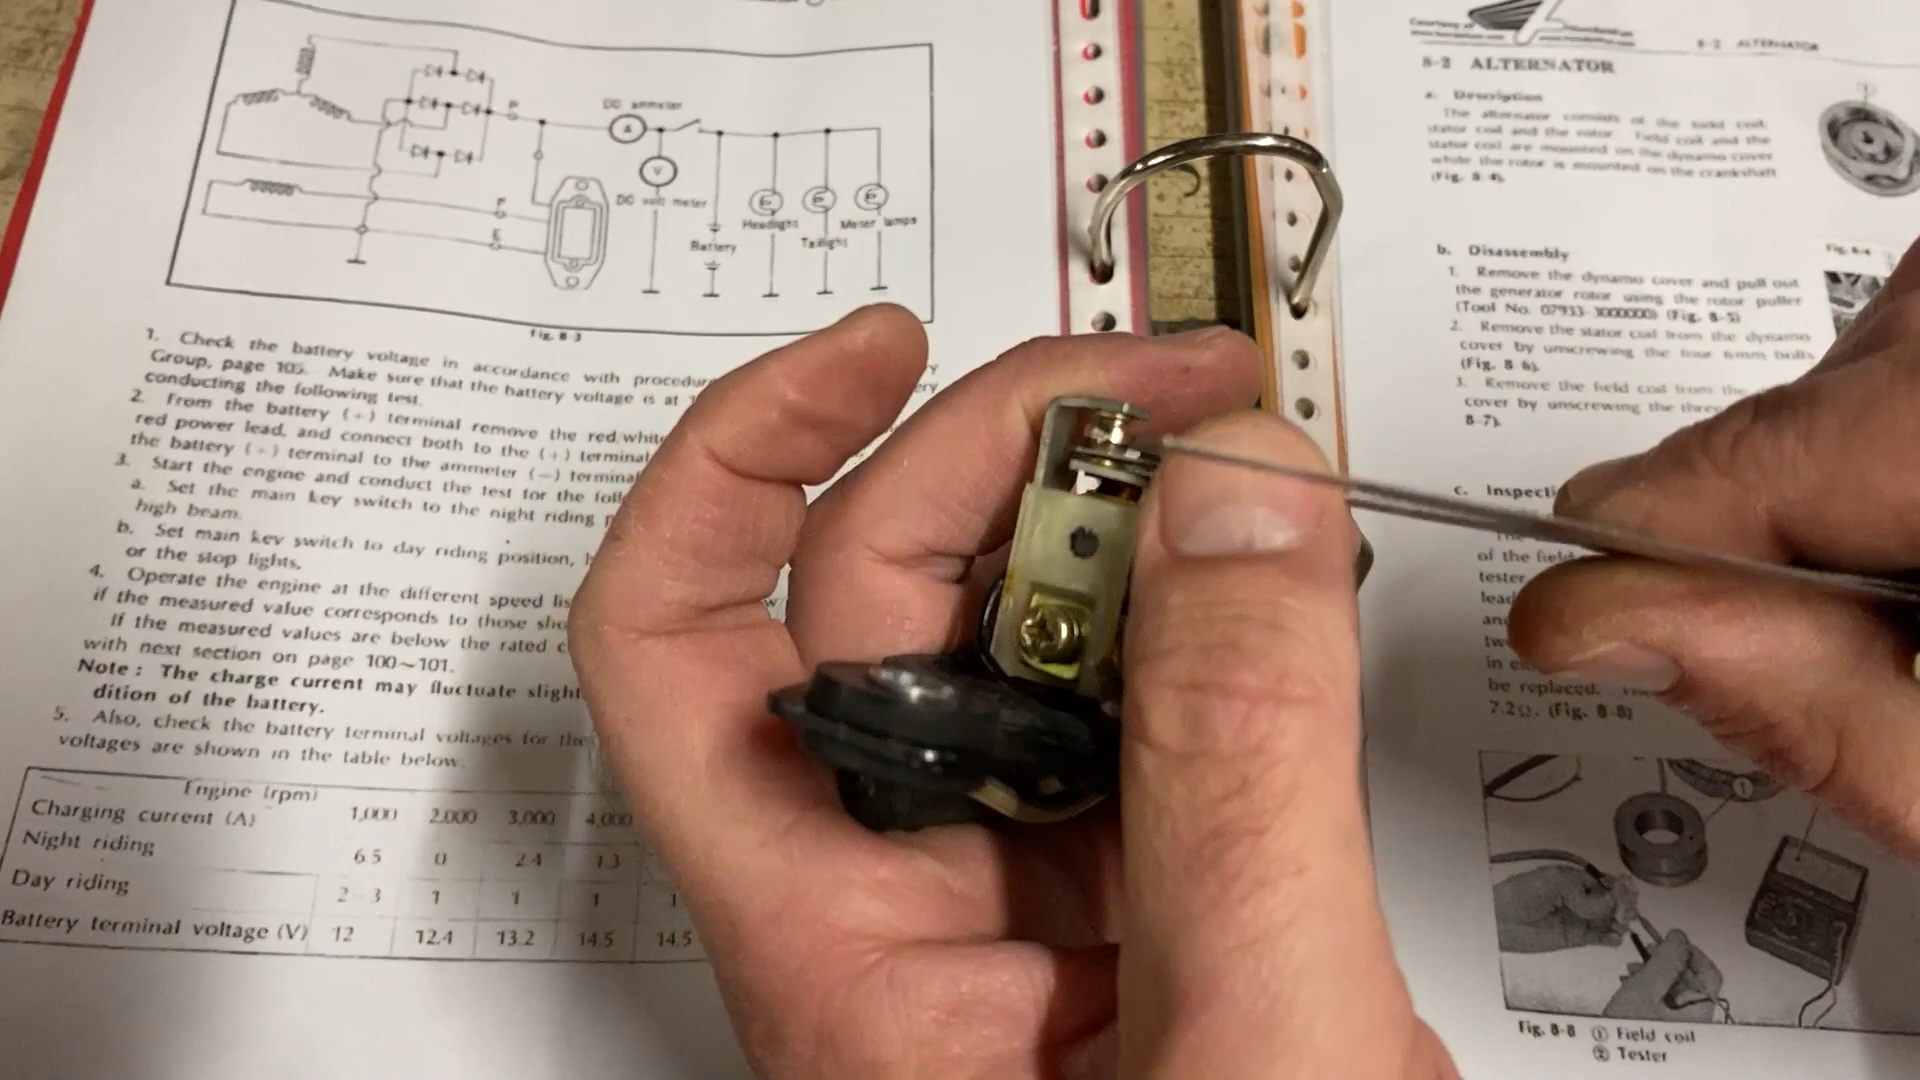 DC ammeter
P
A
V
DC volt meter
F
E
Battery
Headlight
Taillight
Meter lamps
Fig. 8-3
1. Check the battery voltage in accordance with procedur
Group, page 105. Make sure that the battery voltage is at
conducting the following test.
2. From the battery (+) terminal remove the red/whit
red power lead, and connect both to the (+) terminal
the battery (+) terminal to the ammeter (−) termina
3. Start the engine and conduct the test for the foll
a. Set the main key switch to the night riding p
high beam.
b. Set main key switch to day riding position, h
or the stop lights.
4. Operate the engine at the different speed lis
if the measured value corresponds to those sho
If the measured values are below the rated c
with next section on page 100~101.
Note : The charge current may fluctuate slight
dition of the battery.
5. Also, check the battery terminal voltages for the
voltages are shown in the table below.
Engine (rpm) 1,000 2,000 3,000 4,000
Charging current (A)
Night riding 6.5 0 2.4 1.3
Day riding 2-3 1 1 1 1
Battery terminal voltage (V) 12 12.4 13.2 14.5 14.5
8-2 ALTERNATOR
8-2 ALTERNATOR
a. Description
The alternator consists of the field coil,
stator coil and the rotor. Field coil and the
stator coil are mounted on the dynamo cover
while the rotor is mounted on the crankshaft
(Fig. 8-4).
Fig. 8-4
b. Disassembly
1. Remove the dynamo cover and pull out
the generator rotor using the rotor puller
(Tool No. 07933-3000000) (Fig. 8-5)
2. Remove the stator coil from the dynamo
cover by unscrewing the four 6mm bolts
(Fig. 8-6).
3. Remove the field coil from the
cover by unscrewing the three
8-7).
c. Inspecti
of the field
tester
lead
and
two
in e
be replaced.
7.2Ω. (Fig. 8-8)
Fig. 8-8 ① Field coil
② Tester